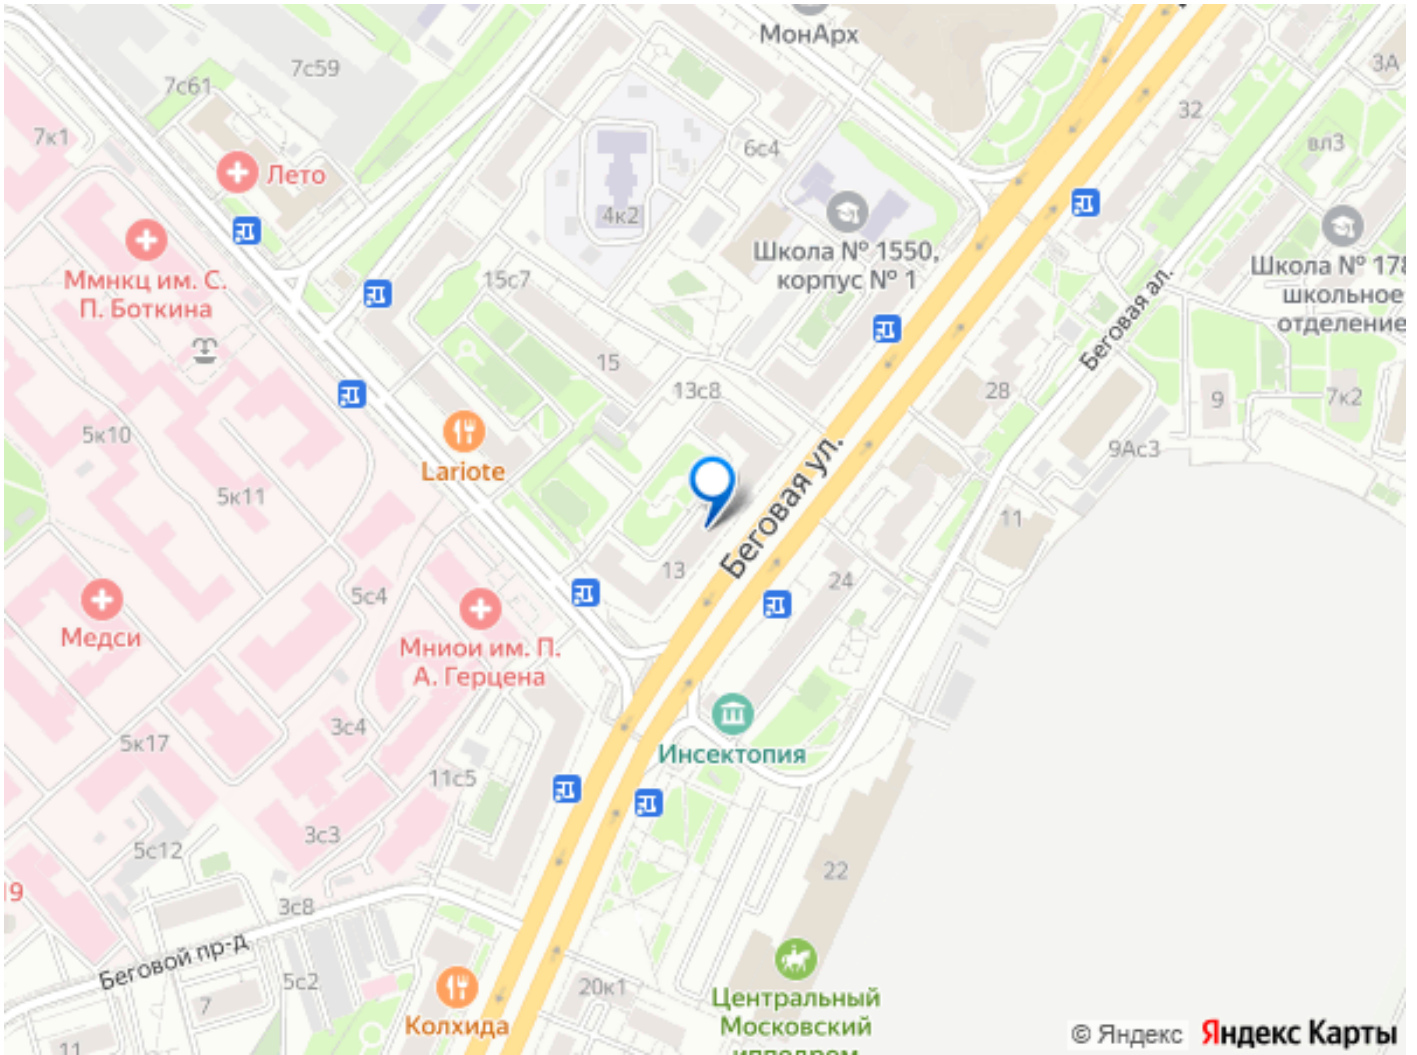 МонАрх
7с59
7с61
3А
32
7к1
6с4
вл3
Лето
4к2
Школа № 1550,
корпус № 1
Школа № 178
школьное
отделение
Ммнкц им. С.
П. Боткина
15с7
Беговая ал.
15
13с8
28
9
7к2
5к10
Lariote
9Ас3
5к11
Беговая ул.
11
13
24
5с4
Медси
Мниои им. П.
А. Герцена
3с4
5к17
Инсектопия
11с5
3с3
5с12
22
19
3с8
Беговой пр-д
5с2
7
20к1
Колхида
Центральный
Московский
ипподром
11
© Яндекс Яндекс Карты